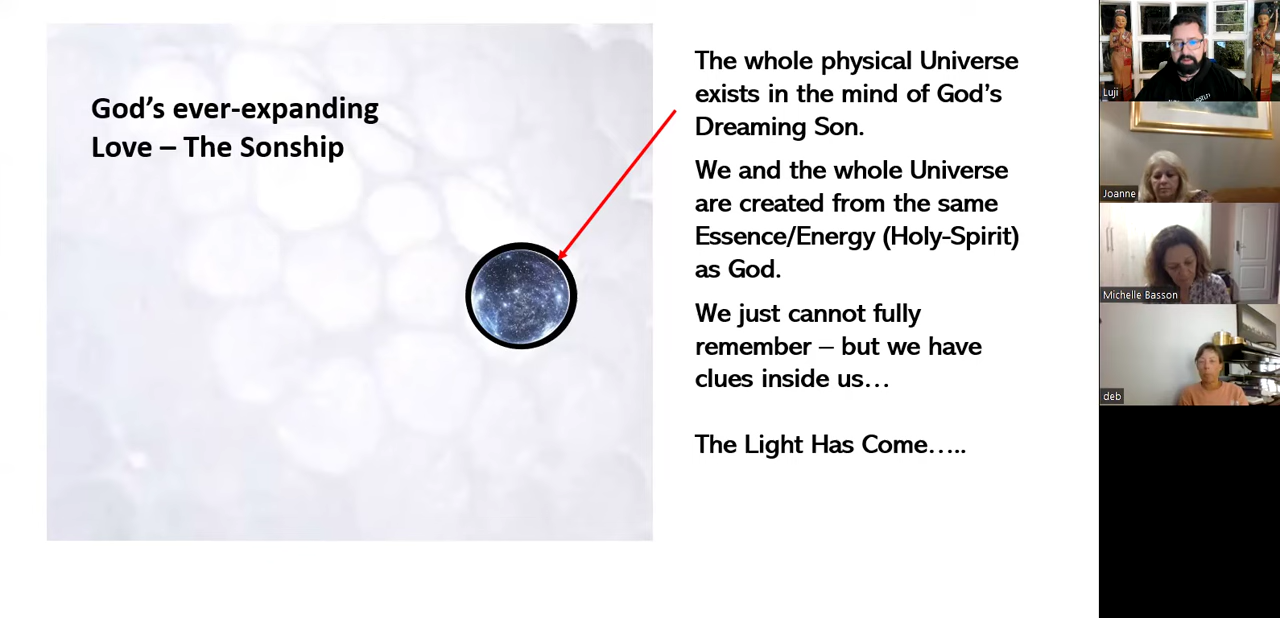 God’s ever-expanding
Love – The Sonship
The whole physical Universe
exists in the mind of God’s
Dreaming Son.
We and the whole Universe
are created from the same
Essence/Energy (Holy-Spirit)
as God.
We just cannot fully
remember – but we have
clues inside us…
The Light Has Come…..
Luji
Joanne
Michelle Basson
deb